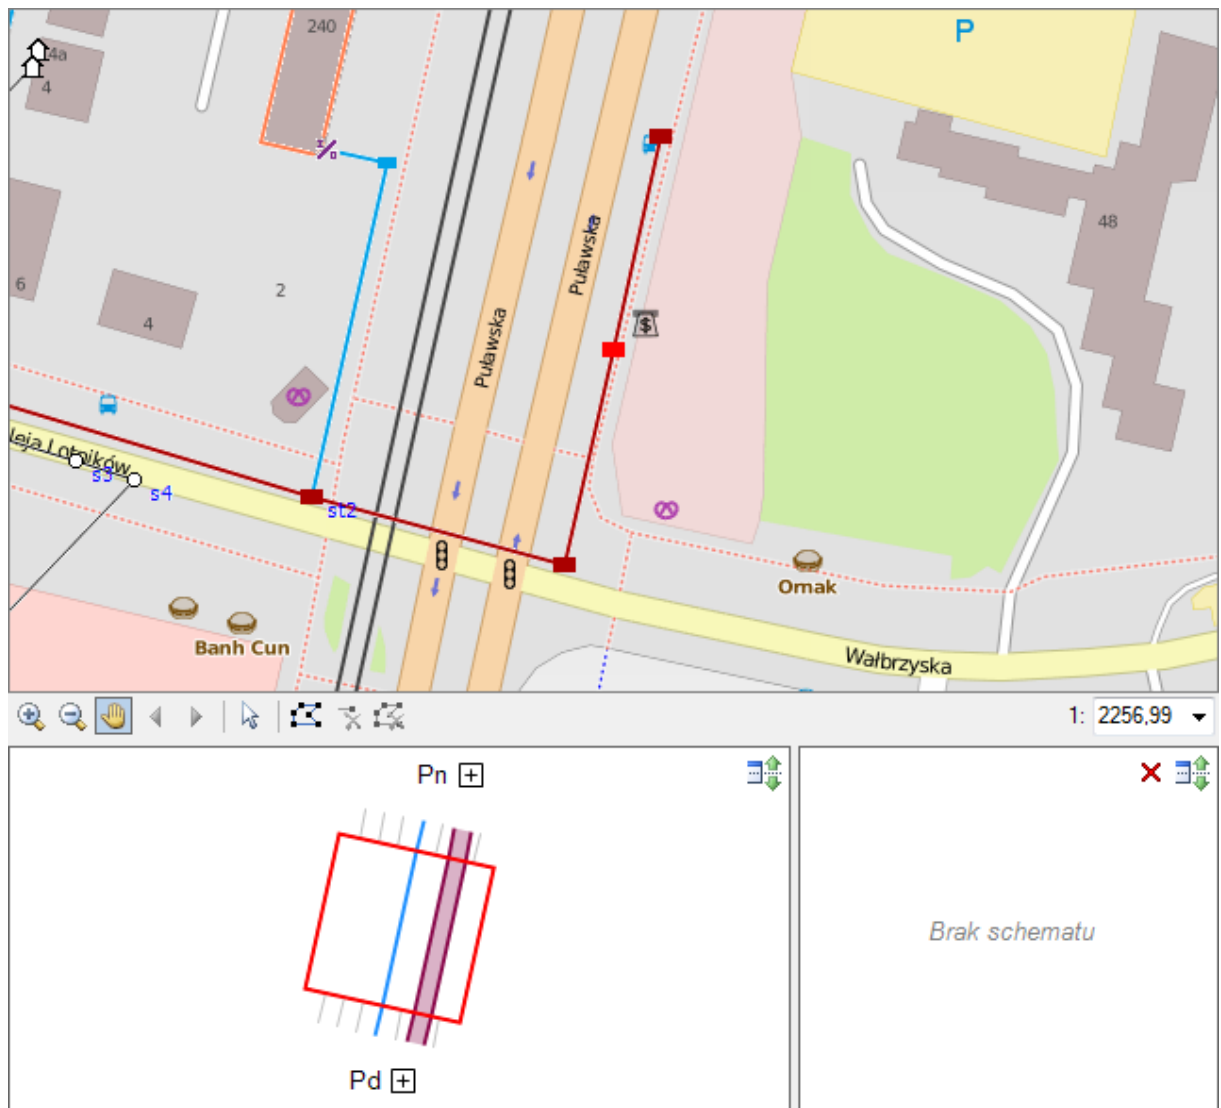 240
P
4a
4
48
Puławska
6
2
4
Puławska
leja Lotników
s3
s4
st2
Omak
Banh Cun
Wałbrzyska
1: 2256,99
Pn
Brak schematu
Pd